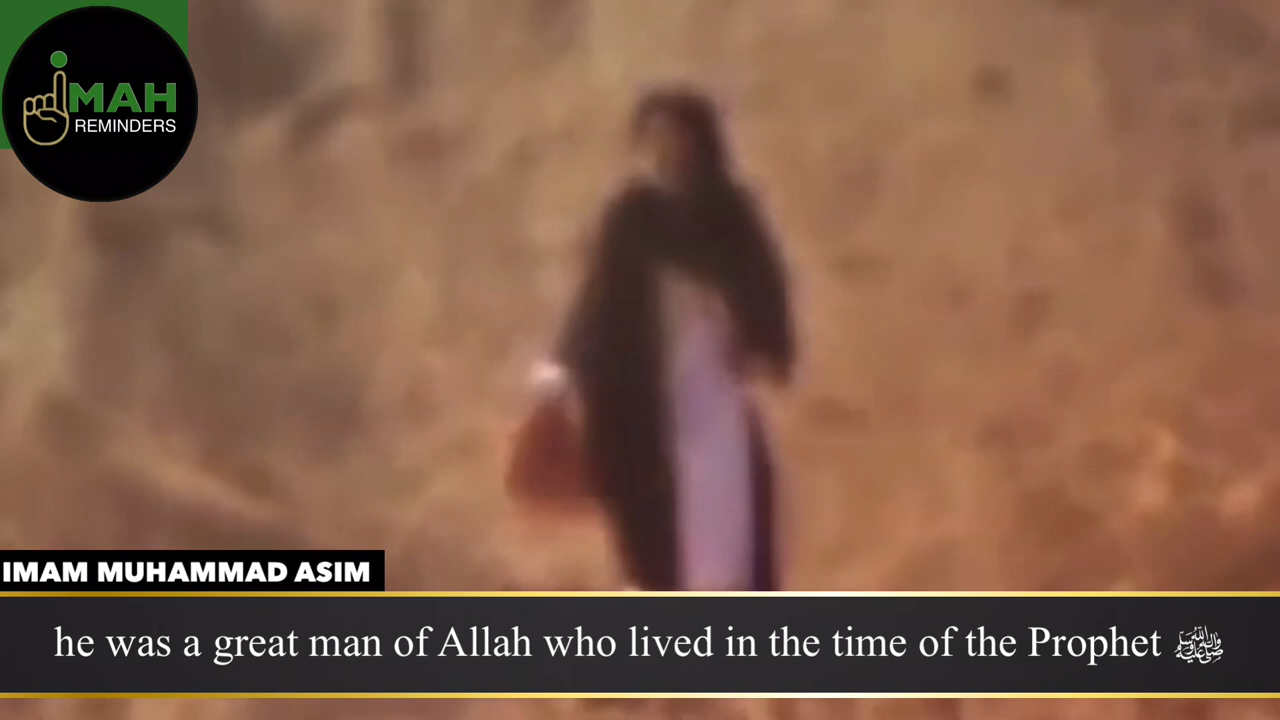 iMAH
REMINDERS
IMAM MUHAMMAD ASIM
he was a great man of Allah who lived in the time of the Prophet ﷺ